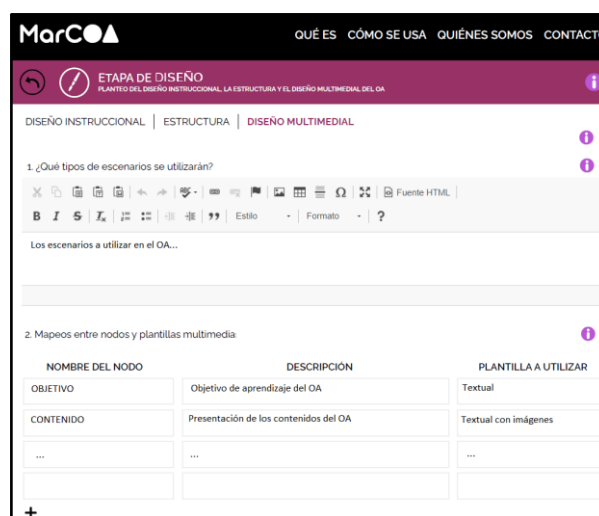 MarCOA
QUÉ ES CÓMO SE USA QUIÉNES SOMOS CONTACT
ETAPA DE DISEÑO
PLANTEO DEL DISEÑO INSTRUCCIONAL, LA ESTRUCTURA Y EL DISEÑO MULTIMEDIAL DEL OA
DISEÑO INSTRUCCIONAL | ESTRUCTURA | DISEÑO MULTIMEDIAL
1. ¿Qué tipos de escenarios se utilizarán?
Fuente HTML
B I S Tx Estilo Formato ?
Los escenarios a utilizar en el OA...
2. Mapeos entre nodos y plantillas multimedia
NOMBRE DEL NODO DESCRIPCIÓN PLANTILLA A UTILIZAR
OBJETIVO Objetivo de aprendizaje del OA Textual
CONTENIDO Presentación de los contenidos del OA Textual con imágenes
... ... ...
+